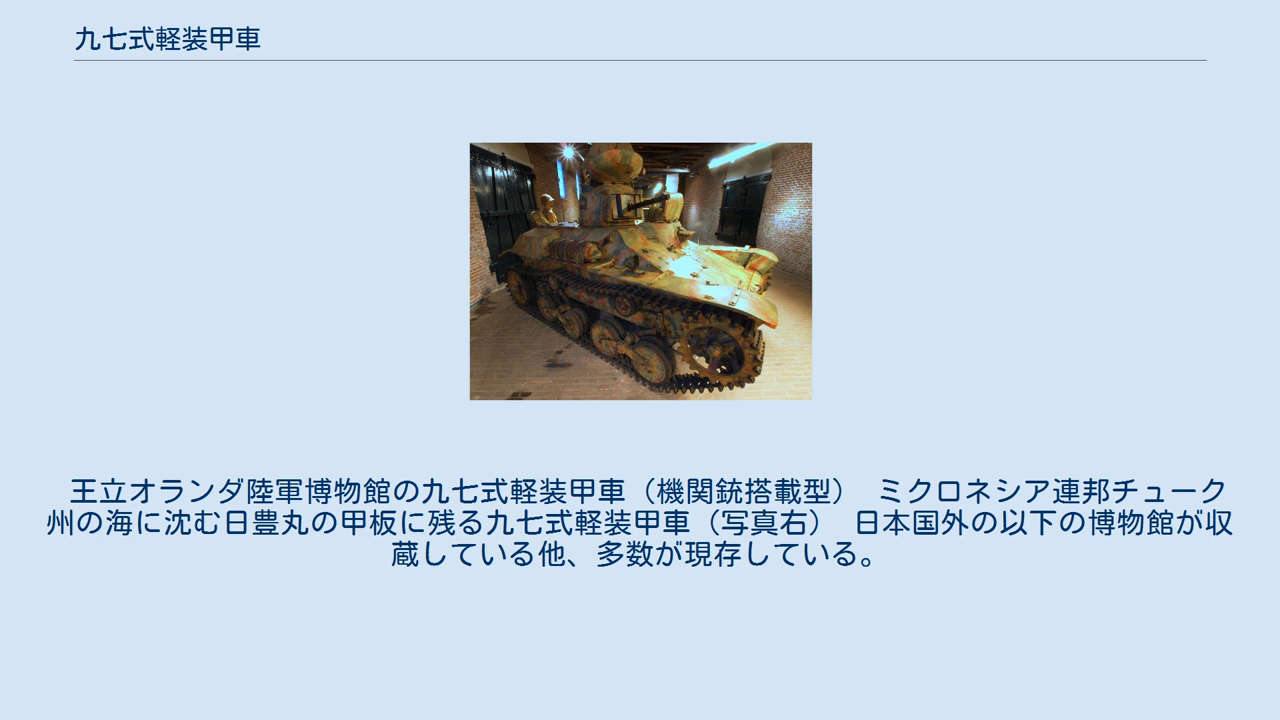 九七式軽装甲車
王立オランダ陸軍博物館の九七式軽装甲車（機関銃搭載型） ミクロネシア連邦チューク
州の海に沈む日豊丸の甲板に残る九七式軽装甲車（写真右） 日本国外の以下の博物館が収
蔵している他、多数が現存している。